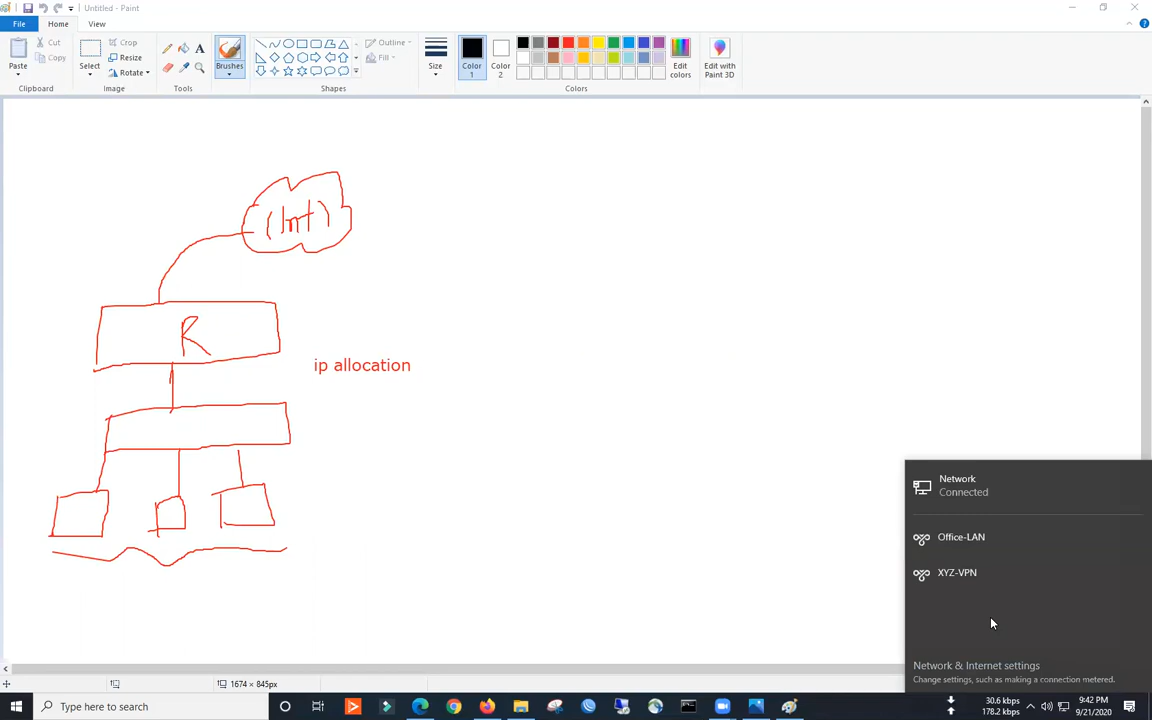 Untitled - Paint
File
Home
View
Paste
Cut
Copy
Clipboard
Select
Crop
Resize
Rotate
Image
Tools
Brushes
Outline
Fill
Shapes
Size
Color
1
Color
2
Edit
colors
Edit with
Paint 3D
Colors
(Int)
R
ip allocation
Network
Connected
Office-LAN
XYZ-VPN
Network & Internet settings
Change settings, such as making a connection metered.
1674 × 845px
Type here to search
30.6 kbps
178.2 kbps
9:42 PM
9/21/2020